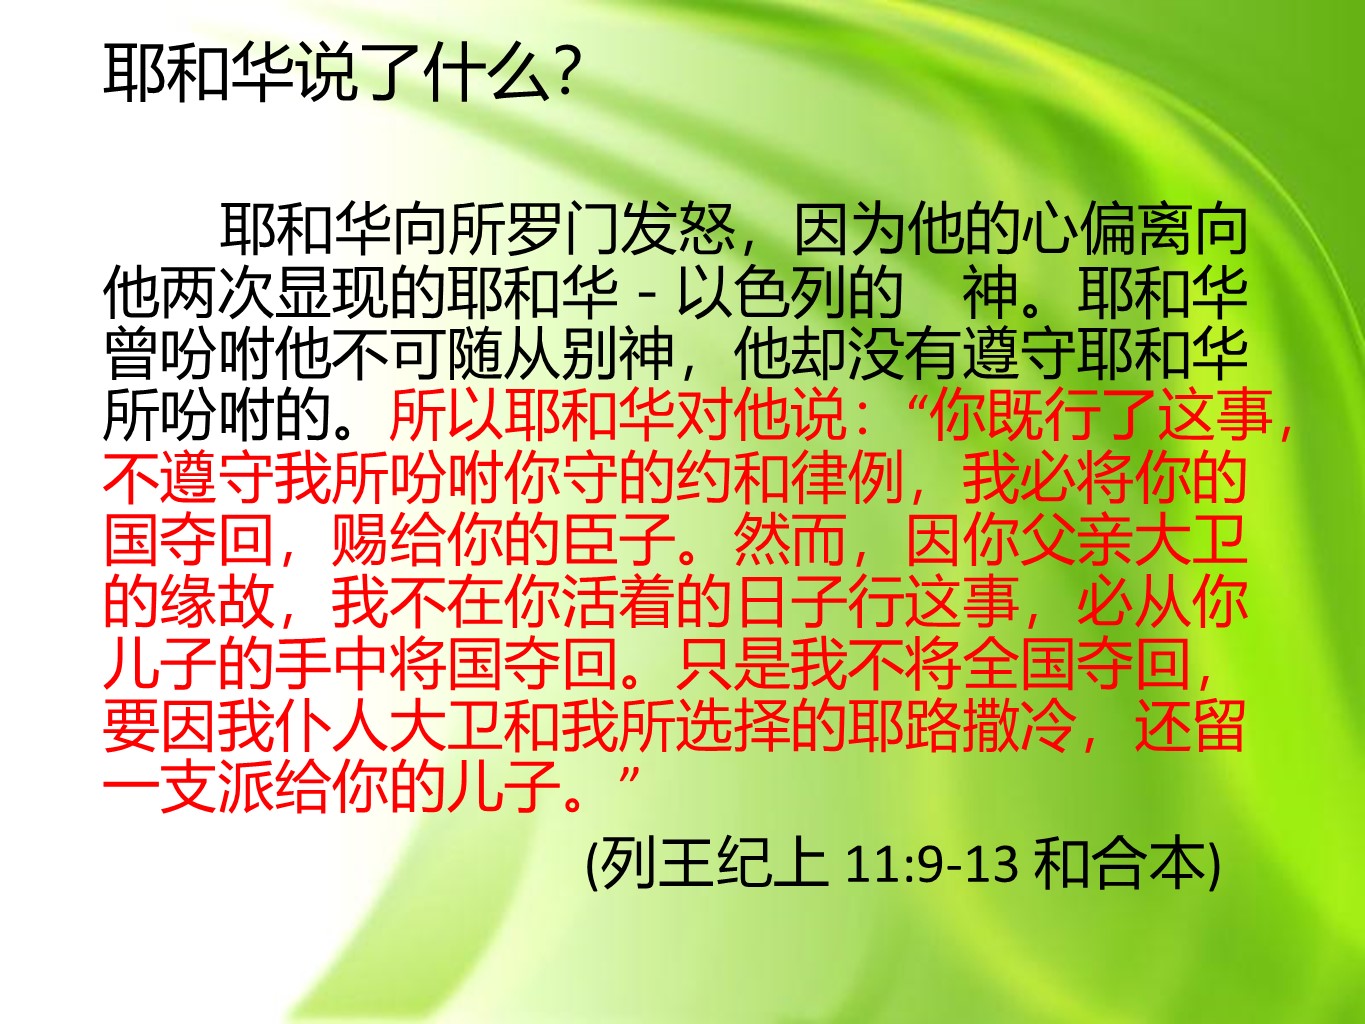 耶和华说了什么？
耶和华向所罗门发怒，因为他的心偏离向
他两次显现的耶和华－以色列的　神。耶和华
曾吩咐他不可随从别神，他却没有遵守耶和华
所吩咐的。所以耶和华对他说：“你既行了这事，
不遵守我所吩咐你守的约和律例，我必将你的
国夺回，赐给你的臣子。然而，因你父亲大卫
的缘故，我不在你活着的日子行这事，必从你
儿子的手中将国夺回。只是我不将全国夺回，
要因我仆人大卫和我所选择的耶路撒冷，还留
一支派给你的儿子。”
(列王纪上 11:9-13 和合本)